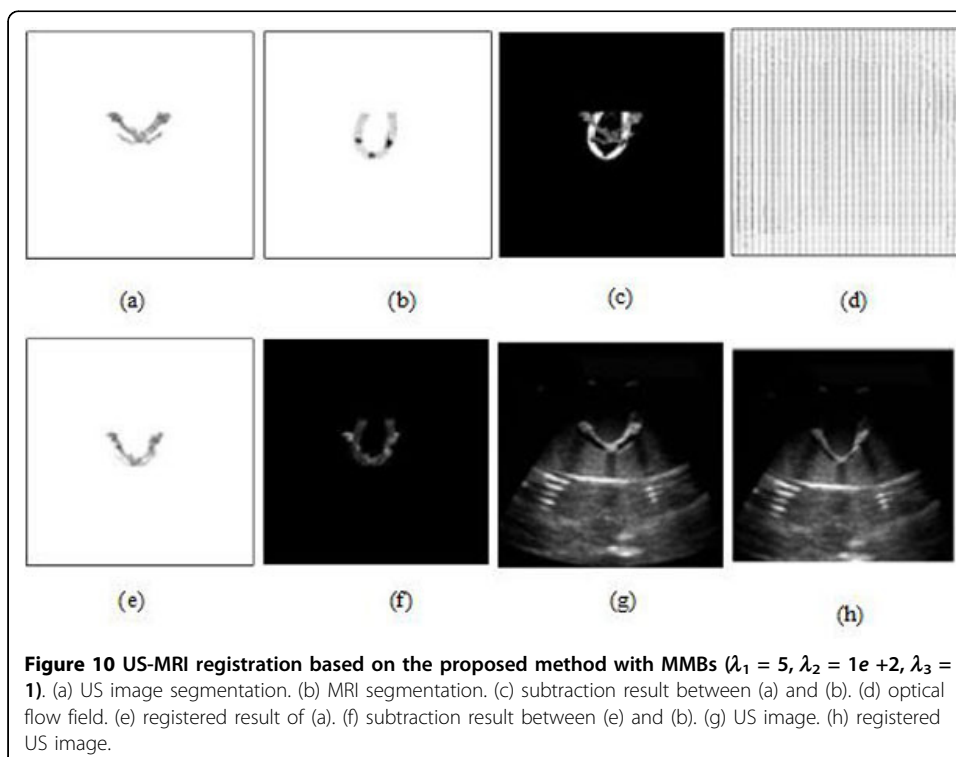 (a)
(b)
(c)
(d)
(e)
(f)
(g)
(h)
Figure 10 US-MRI registration based on the proposed method with MMBs (λ1 = 5, λ2 = 1e +2, λ3 =
1). (a) US image segmentation. (b) MRI segmentation. (c) subtraction result between (a) and (b). (d) optical
flow field. (e) registered result of (a). (f) subtraction result between (e) and (b). (g) US image. (h) registered
US image.